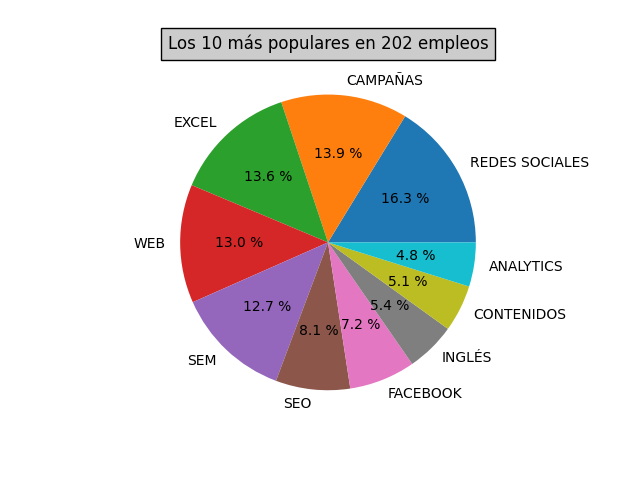 Los 10 más populares en 202 empleos
CAMPAÑAS
EXCEL
13.9 %
REDES SOCIALES
13.6 %
16.3 %
WEB
13.0 %
4.8 %
ANALYTICS
5.1 %
12.7 %
5.4 %
CONTENIDOS
8.1 %
7.2 %
SEM
INGLÉS
FACEBOOK
SEO